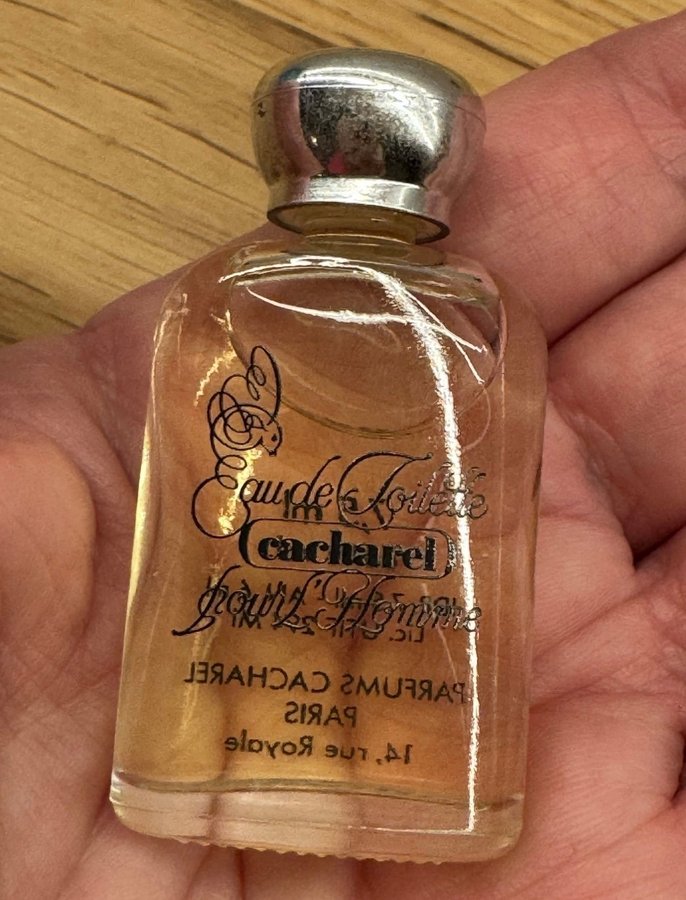 Eau de Toilette
cacharel
pour l'Homme
PARFUMS CACHAREL
PARIS
14, rue Royale